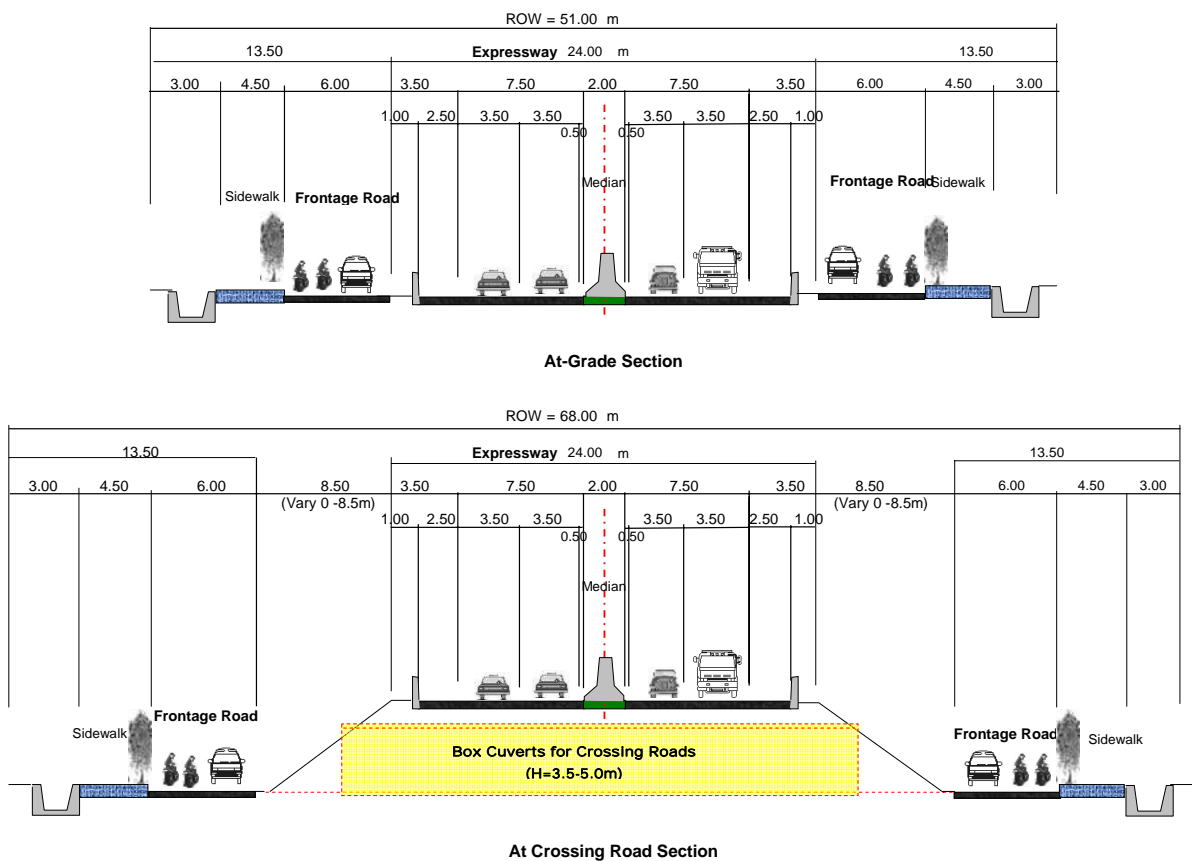 ROW = 51.00 m
13.50 Expressway 24.00 m 13.50
3.00 4.50 6.00 3.50 7.50 2.00 7.50 3.50 6.00 4.50 3.00
1.00 2.50 3.50 3.50 0.50 0.50 3.50 3.50 2.50 1.00
Median
Sidewalk Frontage Road Frontage Road Sidewalk
At-Grade Section
ROW = 68.00 m
13.50 Expressway 24.00 m 13.50
3.00 4.50 6.00 8.50 3.50 7.50 2.00 7.50 3.50 8.50 6.00 4.50 3.00
(Vary 0 -8.5m) (Vary 0 -8.5m)
1.00 2.50 3.50 3.50 0.50 0.50 3.50 3.50 2.50 1.00
Median
Sidewalk Frontage Road Frontage Road Sidewalk
Box Cuverts for Crossing Roads
(H=3.5-5.0m)
At Crossing Road Section